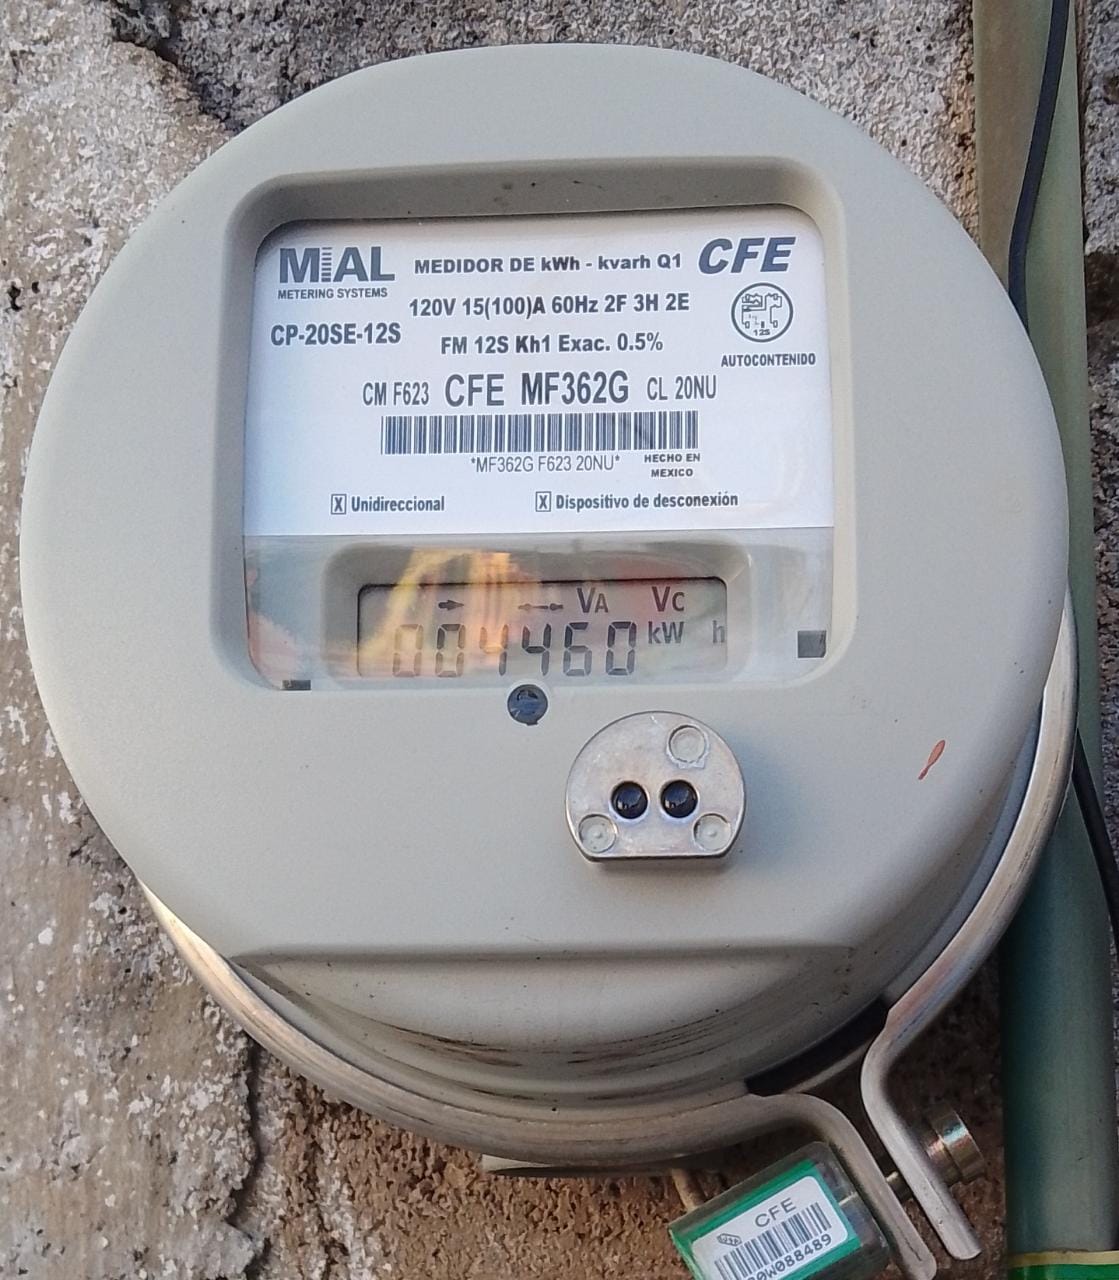 MIAL
METERING SYSTEMS
MEDIDOR DE kWh - kvarh Q1
CFE
120V 15(100)A 60Hz 2F 3H 2E
CP-20SE-12S
FM 12S Kh1 Exac. 0.5%
12S
AUTOCONTENIDO
CM F623 CFE MF362G CL 20NU
*MF362G F623 20NU*
HECHO EN
MEXICO
X Unidireccional
X Dispositivo de desconexión
VA VC
004460 kW h
CFE